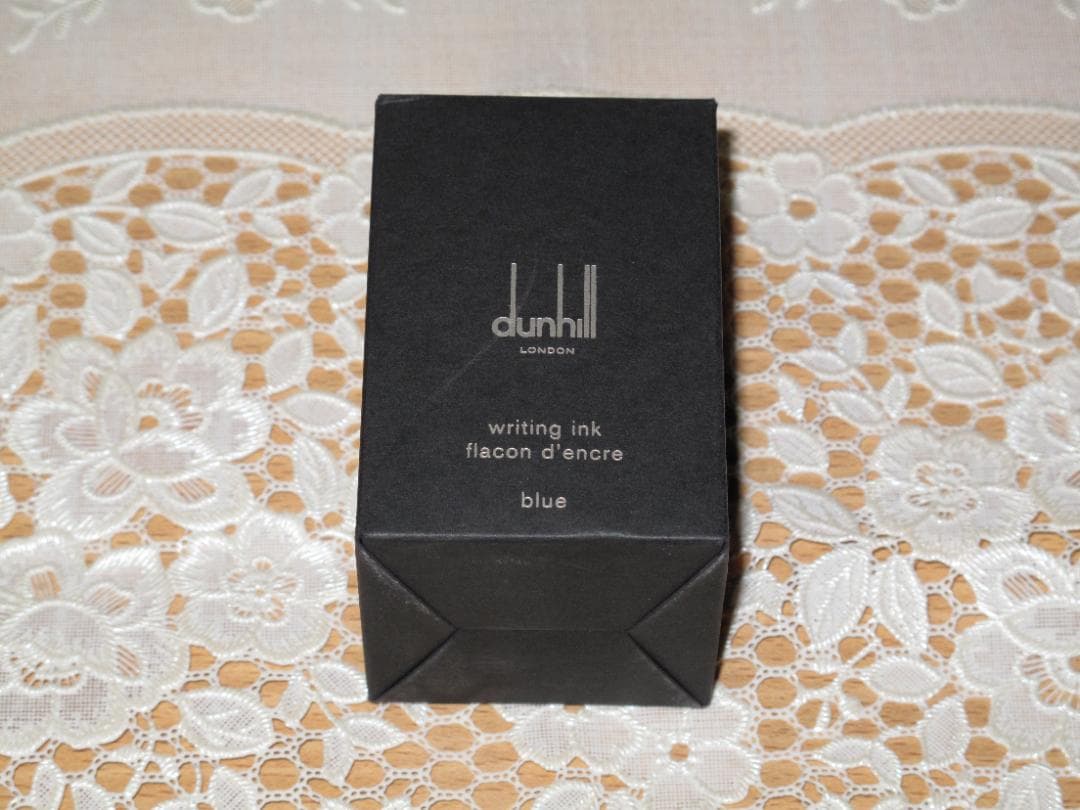 dunhill
LONDON
writing ink
flacon d'encre
blue